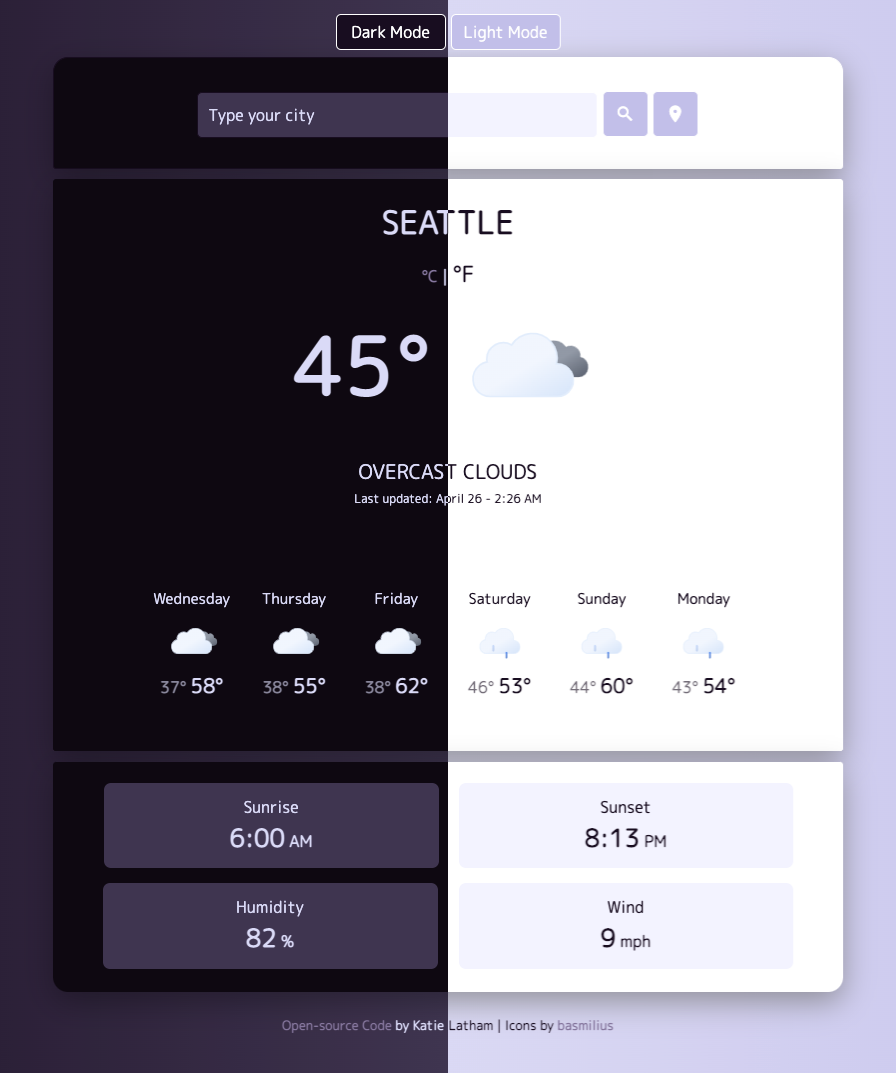 Dark Mode Light Mode
Type your city
SEATTLE
°C | °F
45°
OVERCAST CLOUDS
Last updated: April 26 - 2:26 AM
Wednesday Thursday Friday Saturday Sunday Monday
37° 58° 38° 55° 38° 62° 46° 53° 44° 60° 43° 54°
Sunrise Sunset
6:00 AM 8:13 PM
Humidity Wind
82 % 9 mph
Open-source Code by Katie Latham | Icons by basmilius